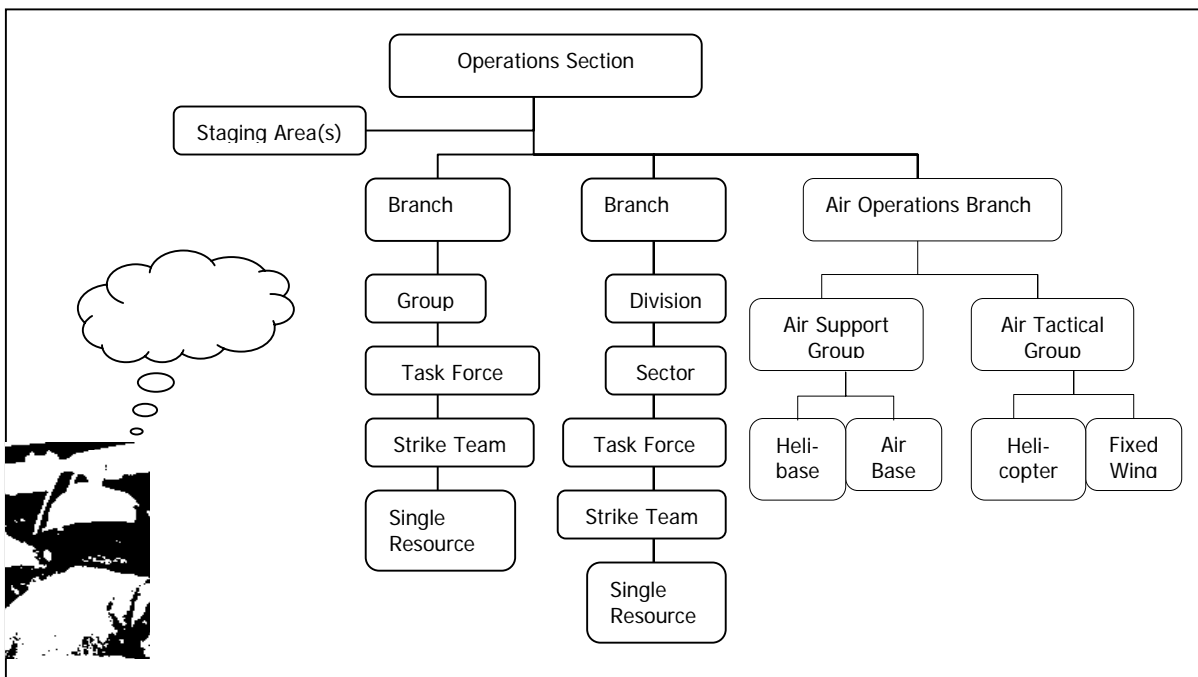 Operations Section
Staging Area(s)
Branch
Branch
Air Operations Branch
Group
Division
Air Support
Group
Air Tactical
Group
Task Force
Sector
Strike Team
Task Force
Heli-
base
Air
Base
Heli-
copter
Fixed
Wing
Single
Resource
Strike Team
Single
Resource